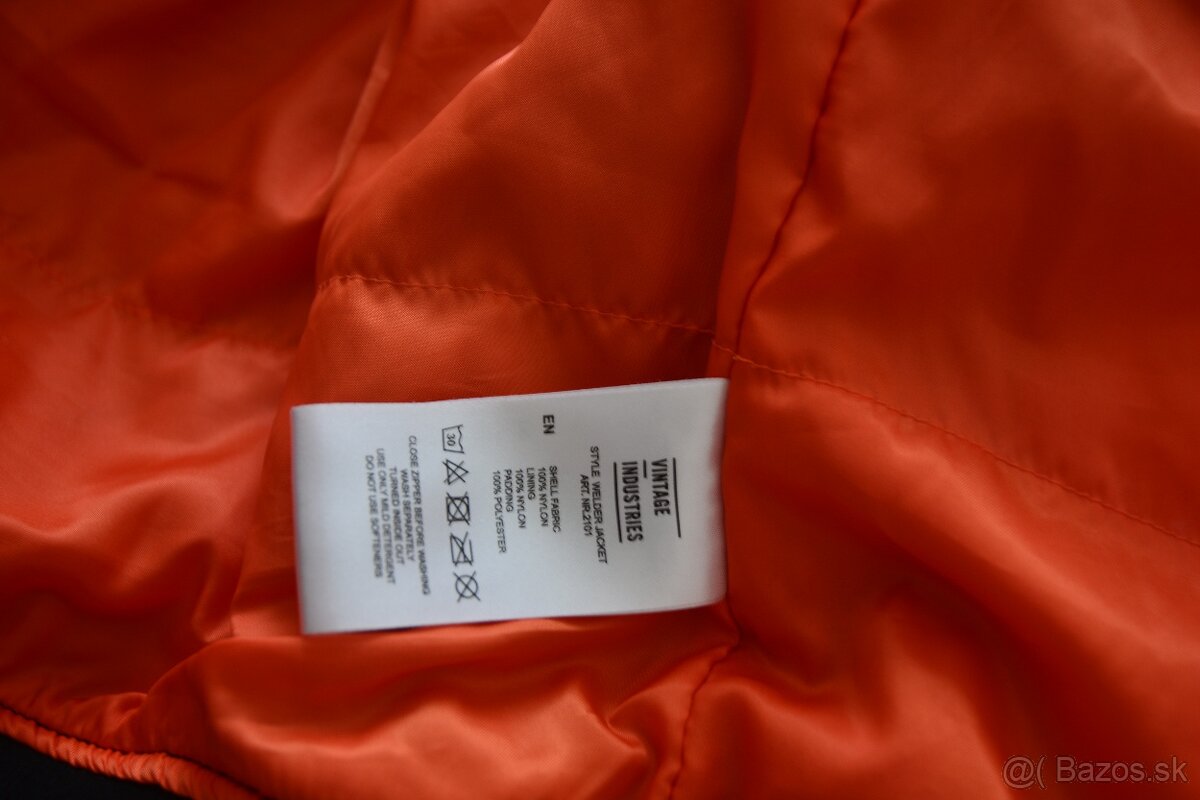 VINTAGE
INDUSTRIES
STYLE WELDER JACKET
ART. NR.2101
EN
SHELL FABRIC
100% NYLON
LINING
100% NYLON
PADDING
100% POLYESTER
30
CLOSE ZIPPER BEFORE WASHING
WASH SEPARATELY
TURNED INSIDE OUT
USE ONLY MILD DETERGENT
DO NOT USE SOFTENERS
@( Bazos.sk